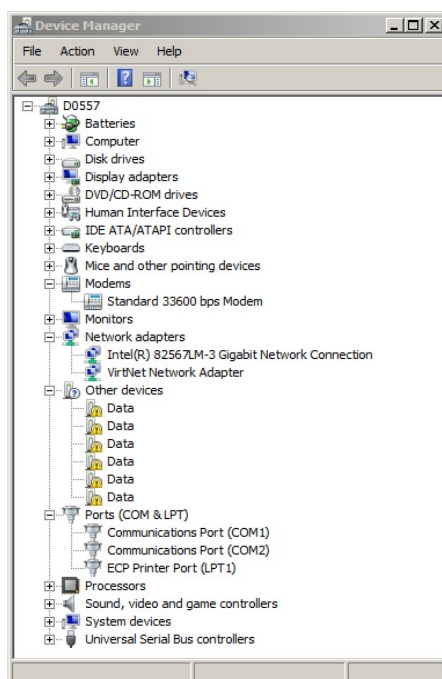 Device Manager
File Action View Help
D0557
Batteries
Computer
Disk drives
Display adapters
DVD/CD-ROM drives
Human Interface Devices
IDE ATA/ATAPI controllers
Keyboards
Mice and other pointing devices
Modems
Standard 33600 bps Modem
Monitors
Network adapters
Intel(R) 82567LM-3 Gigabit Network Connection
VirtNet Network Adapter
Other devices
Data
Data
Data
Data
Data
Data
Ports (COM & LPT)
Communications Port (COM1)
Communications Port (COM2)
ECP Printer Port (LPT1)
Processors
Sound, video and game controllers
System devices
Universal Serial Bus controllers